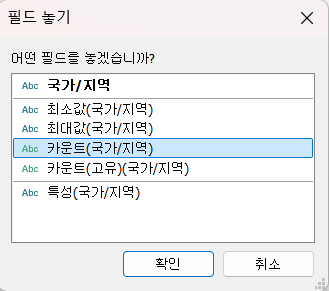 필드 놓기
어떤 필드를 놓겠습니까?
Abc 국가/지역
Abc 최소값(국가/지역)
Abc 최대값(국가/지역)
Abc 카운트(국가/지역)
Abc 카운트(고유)(국가/지역)
Abc 특성(국가/지역)
확인 취소